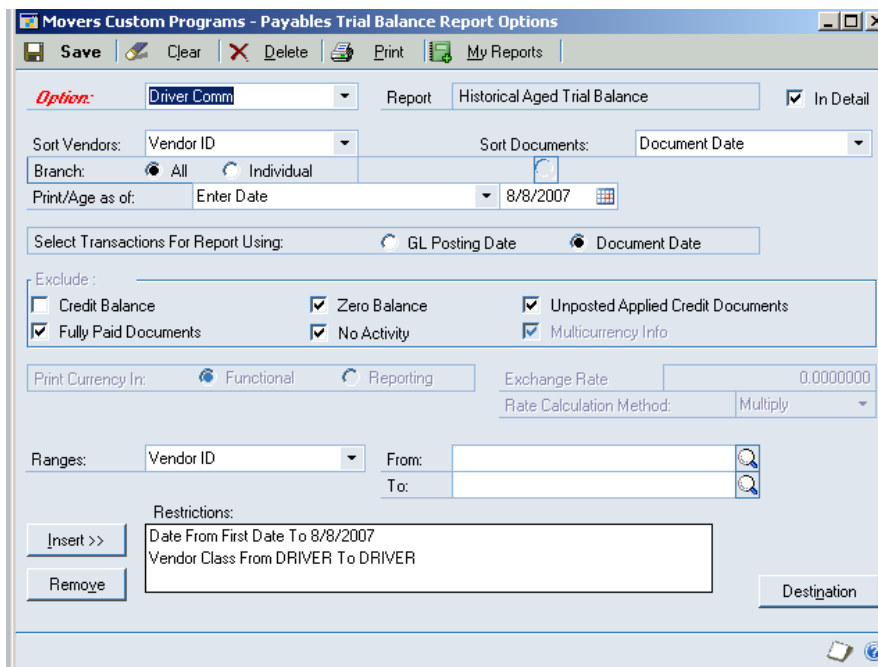 Movers Custom Programs - Payables Trial Balance Report Options
Save Clear Delete Print My Reports
Option: Driver Comm Report Historical Aged Trial Balance In Detail
Sort Vendors: Vendor ID Sort Documents: Document Date
Branch: All Individual
Print/Age as of: Enter Date 8/8/2007
Select Transactions For Report Using: GL Posting Date Document Date
Exclude :
Credit Balance Zero Balance Unposted Applied Credit Documents
Fully Paid Documents No Activity Multicurrency Info
Print Currency In: Functional Reporting Exchange Rate 0.0000000
Rate Calculation Method: Multiply
Ranges: Vendor ID From:
To:
Restrictions:
Insert >> Date From First Date To 8/8/2007
Vendor Class From DRIVER To DRIVER
Remove
Destination